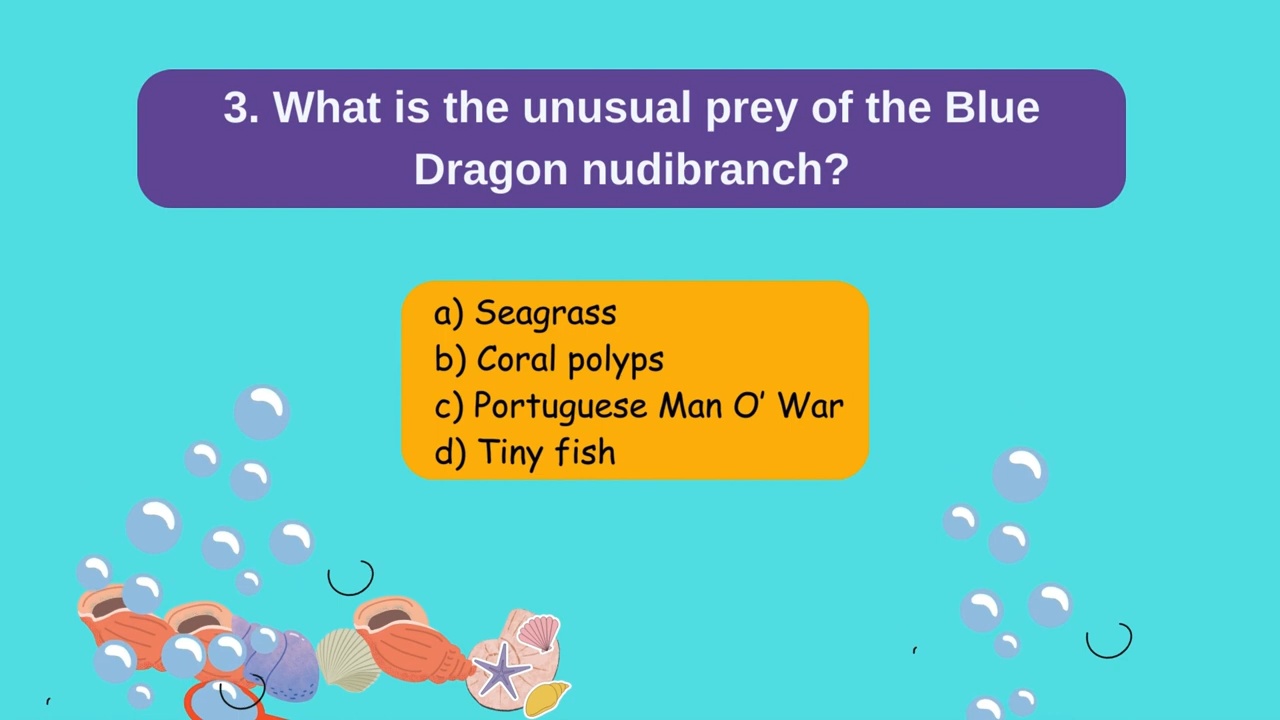 3. What is the unusual prey of the Blue
Dragon nudibranch?
a) Seagrass
b) Coral polyps
c) Portuguese Man O’ War
d) Tiny fish